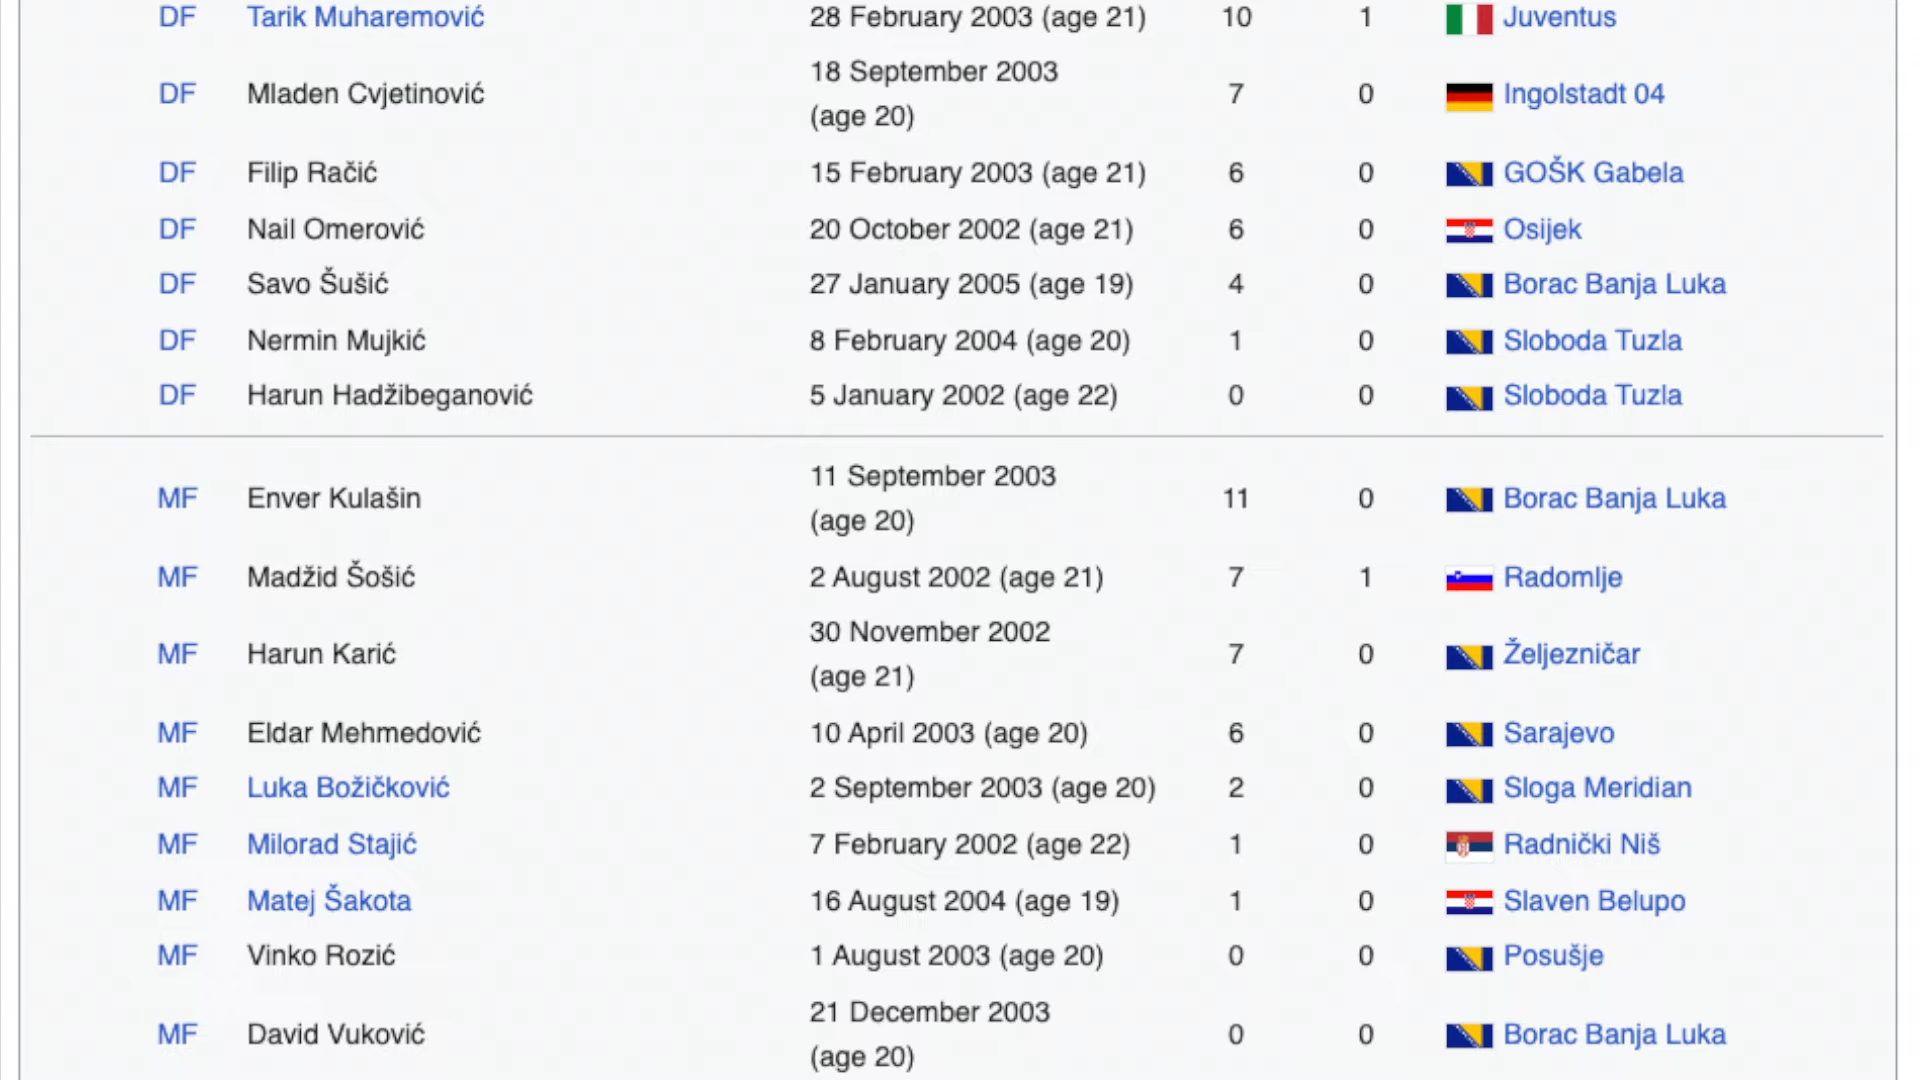 DF Tarik Muharemović 28 February 2003 (age 21) 10 1 Juventus
DF Mladen Cvjetinović 18 September 2003
(age 20) 7 0 Ingolstadt 04
DF Filip Račić 15 February 2003 (age 21) 6 0 GOŠK Gabela
DF Nail Omerović 20 October 2002 (age 21) 6 0 Osijek
DF Savo Šušić 27 January 2005 (age 19) 4 0 Borac Banja Luka
DF Nermin Mujkić 8 February 2004 (age 20) 1 0 Sloboda Tuzla
DF Harun Hadžibeganović 5 January 2002 (age 22) 0 0 Sloboda Tuzla
MF Enver Kulašin 11 September 2003
(age 20) 11 0 Borac Banja Luka
MF Madžid Šošić 2 August 2002 (age 21) 7 1 Radomlje
MF Harun Karić 30 November 2002
(age 21) 7 0 Željezničar
MF Eldar Mehmedović 10 April 2003 (age 20) 6 0 Sarajevo
MF Luka Božičković 2 September 2003 (age 20) 2 0 Sloga Meridian
MF Milorad Stajić 7 February 2002 (age 22) 1 0 Radnički Niš
MF Matej Šakota 16 August 2004 (age 19) 1 0 Slaven Belupo
MF Vinko Rozić 1 August 2003 (age 20) 0 0 Posušje
MF David Vuković 21 December 2003
(age 20) 0 0 Borac Banja Luka